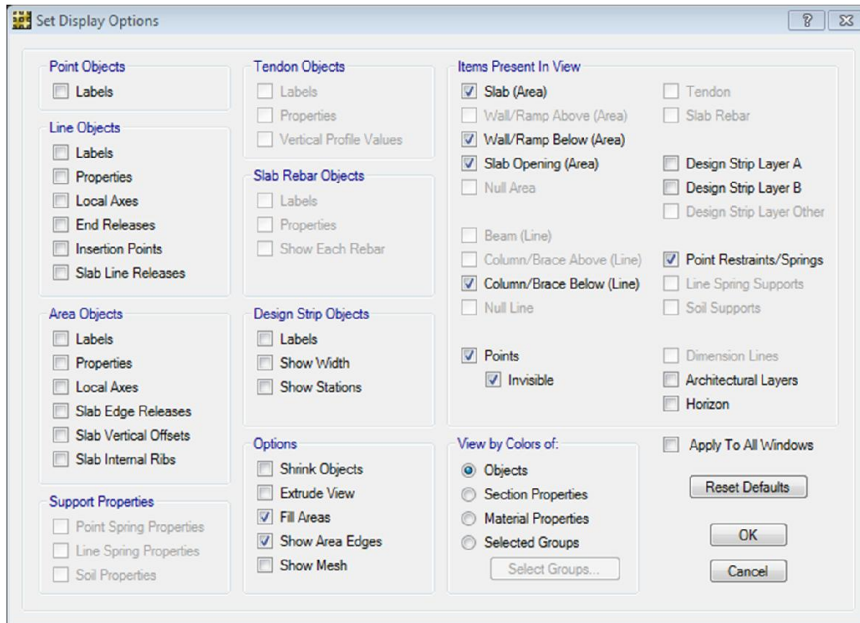 Set Display Options
Point Objects
Labels
Line Objects
Labels
Properties
Local Axes
End Releases
Insertion Points
Slab Line Releases
Area Objects
Labels
Properties
Local Axes
Slab Edge Releases
Slab Vertical Offsets
Slab Internal Ribs
Support Properties
Point Spring Properties
Line Spring Properties
Soil Properties
Tendon Objects
Labels
Properties
Vertical Profile Values
Slab Rebar Objects
Labels
Properties
Show Each Rebar
Design Strip Objects
Labels
Show Width
Show Stations
Options
Shrink Objects
Extrude View
Fill Areas
Show Area Edges
Show Mesh
Items Present In View
Slab (Area)
Wall/Ramp Above (Area)
Wall/Ramp Below (Area)
Slab Opening (Area)
Null Area
Beam (Line)
Column/Brace Above (Line)
Column/Brace Below (Line)
Null Line
Points
Invisible
Tendon
Slab Rebar
Design Strip Layer A
Design Strip Layer B
Design Strip Layer Other
Point Restraints/Springs
Line Spring Supports
Soil Supports
Dimension Lines
Architectural Layers
Horizon
View by Colors of:
Objects
Section Properties
Material Properties
Selected Groups
Select Groups...
Apply To All Windows
Reset Defaults
OK
Cancel